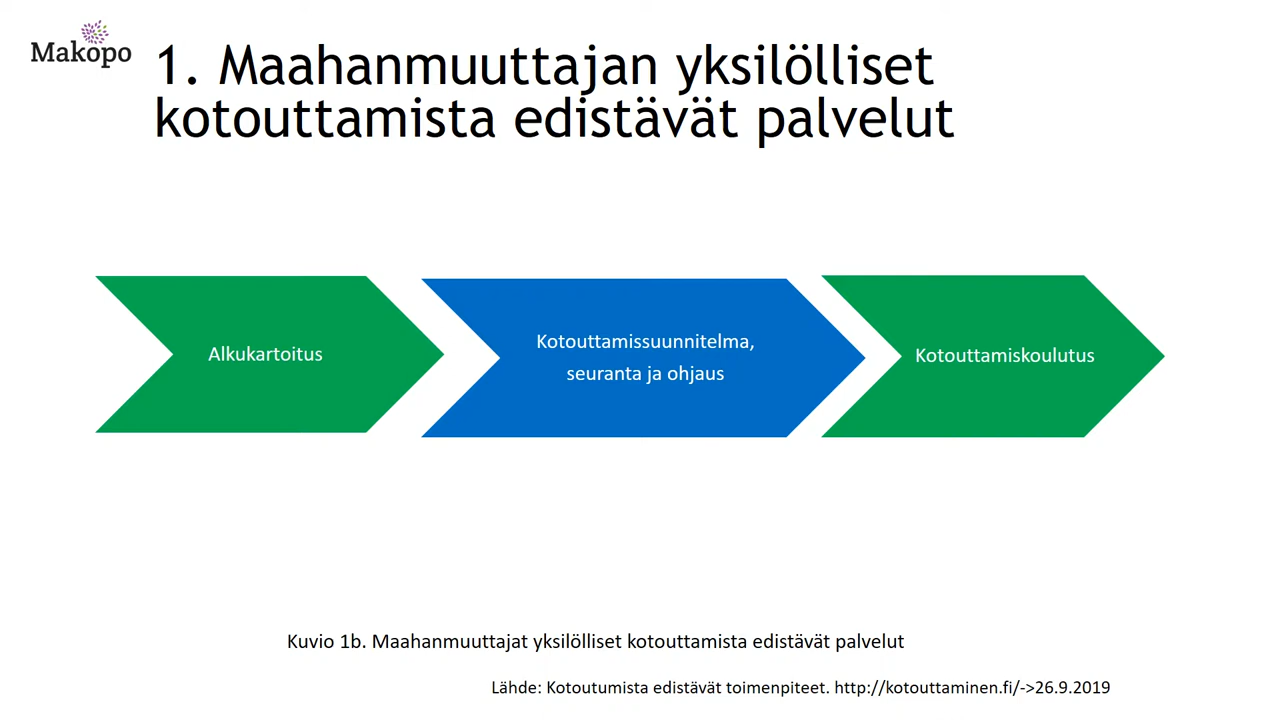 Makopo
1. Maahanmuuttajan yksilölliset
kotouttamista edistävät palvelut
Alkukartoitus
Kotouttamissuunnitelma,
seuranta ja ohjaus
Kotouttamiskoulutus
Kuvio 1b. Maahanmuuttajat yksilölliset kotouttamista edistävät palvelut
Lähde: Kotoutumista edistävät toimenpiteet. http://kotouttaminen.fi/->26.9.2019